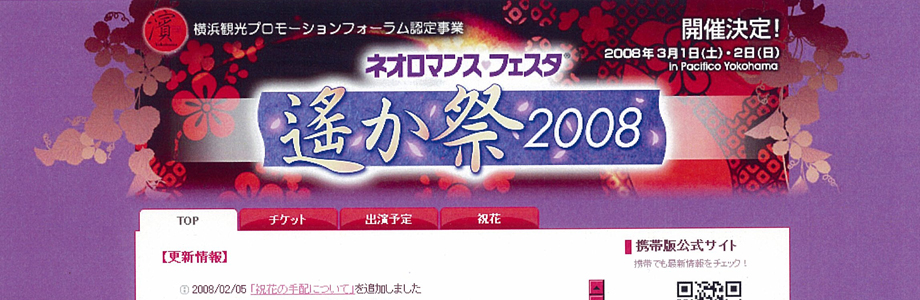 濱
横浜観光プロモーションフォーラム認定事業
開催決定!
2008年3月1日(土)・2日(日)
in Pacifico Yokohama
ネオロマンス フェスタ
遙か祭2008
TOP
チケット
出演予定
祝花
【更新情報】
携帯版公式サイト
携帯でも最新情報をチェック!
2008/02/05 「祝花の手配について」を追加しました